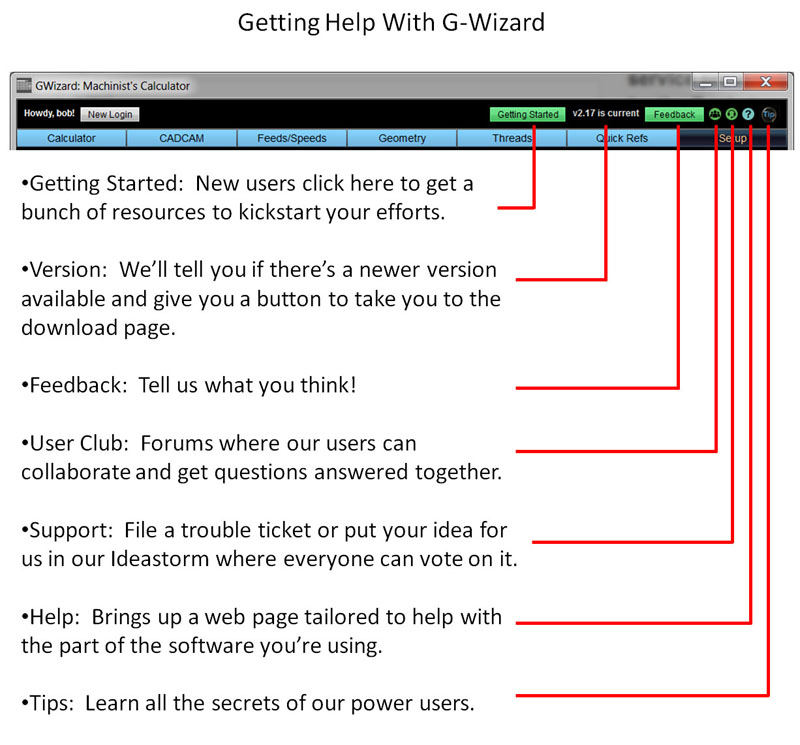 Getting Help With G-Wizard
GWizard: Machinist's Calculator
service
Howdy, bob! New Login Getting Started v2.17 is current Feedback ? Tip
Calculator CADCAM Feeds/Speeds Geometry Threads Quick Refs Setup
•Getting Started: New users click here to get a
bunch of resources to kickstart your efforts.
•Version: We'll tell you if there's a newer version
available and give you a button to take you to the
download page.
•Feedback: Tell us what you think!
•User Club: Forums where our users can
collaborate and get questions answered together.
•Support: File a trouble ticket or put your idea for
us in our Ideastorm where everyone can vote on it.
•Help: Brings up a web page tailored to help with
the part of the software you're using.
•Tips: Learn all the secrets of our power users.